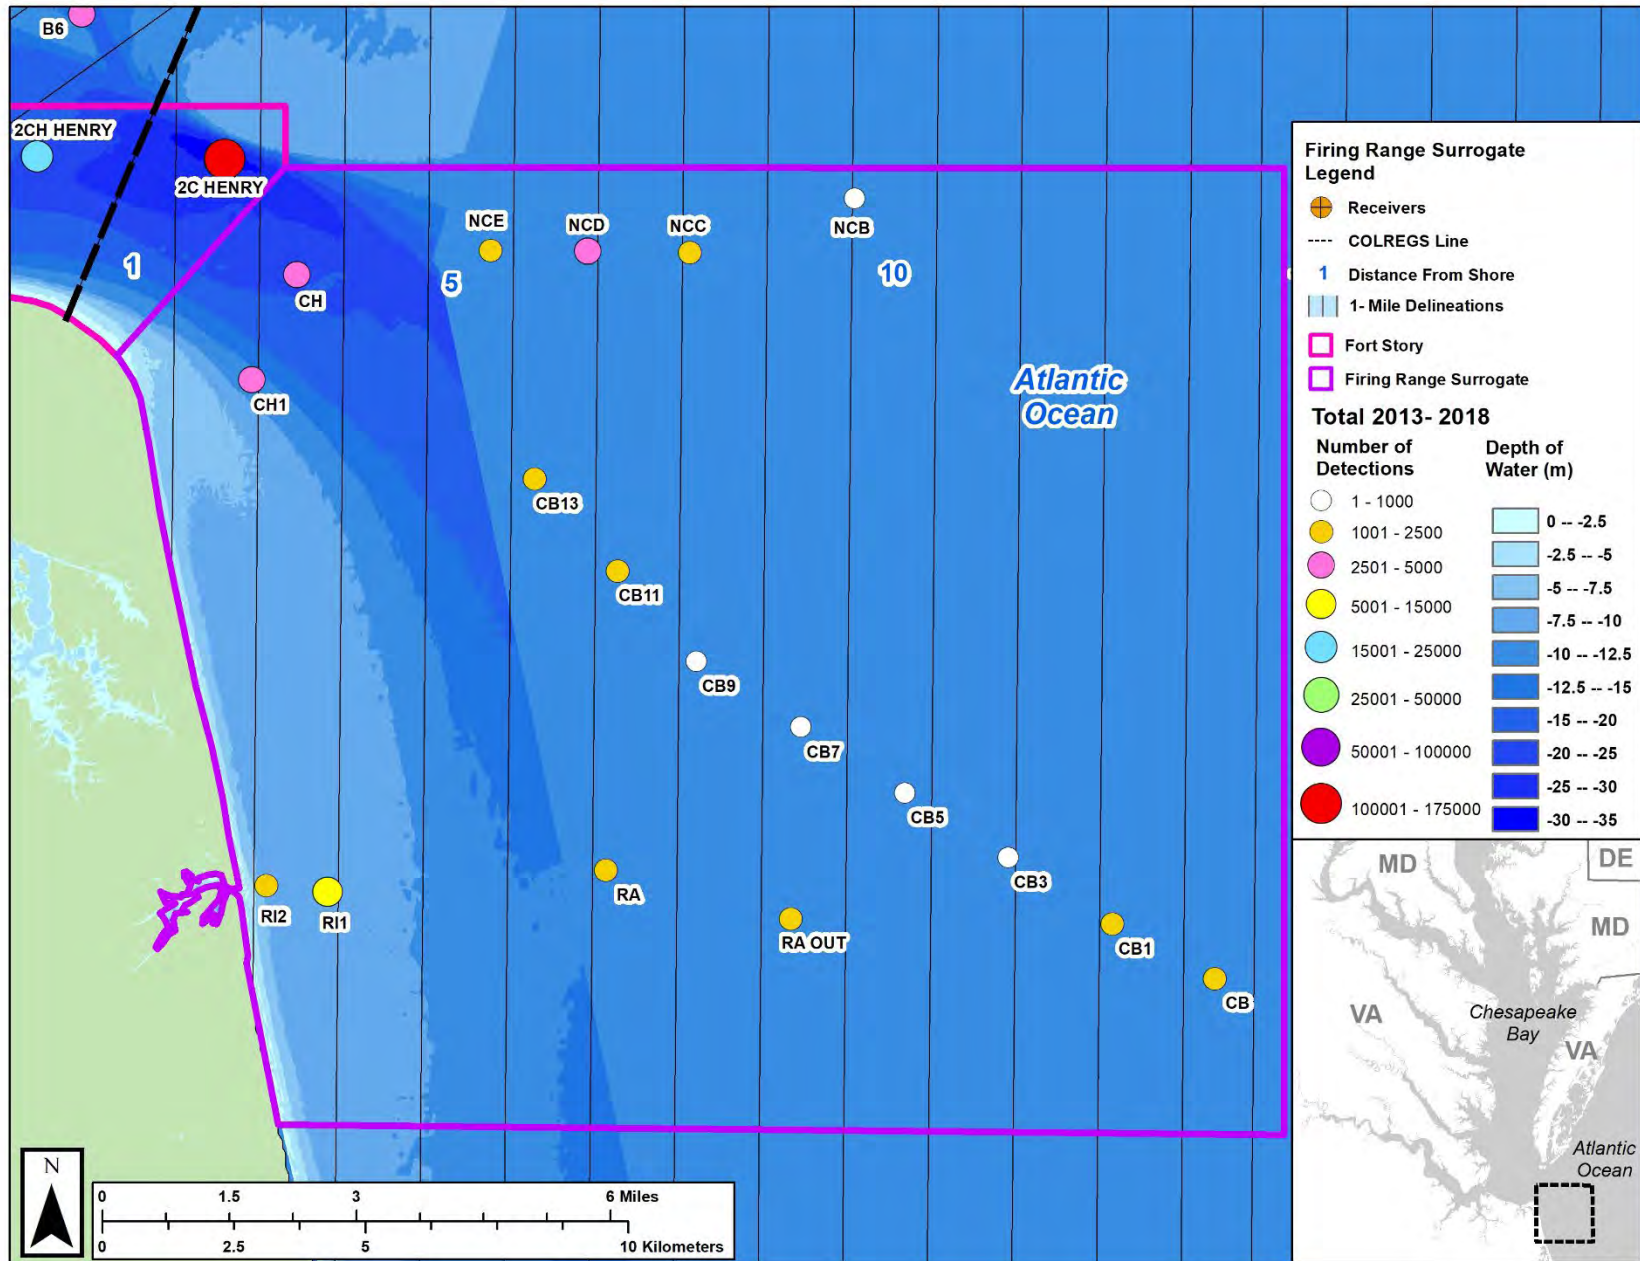 B6
2CH HENRY
2C HENRY
1
CH
5
NCE
NCD
NCC
NCB
10
CH1
Atlantic
Ocean
CB13
CB11
CB9
CB7
CB5
CB3
CB1
CB
RI2
RI1
RA
RA OUT
N
0
1.5
3
6 Miles
0
2.5
5
10 Kilometers
Firing Range Surrogate
Legend
Receivers
COLREGS Line
1 Distance From Shore
1- Mile Delineations
Fort Story
Firing Range Surrogate
Total 2013- 2018
Number of
Detections
1 - 1000
1001 - 2500
2501 - 5000
5001 - 15000
15001 - 25000
25001 - 50000
50001 - 100000
100001 - 175000
Depth of
Water (m)
0 -- -2.5
-2.5 -- -5
-5 -- -7.5
-7.5 -- -10
-10 -- -12.5
-12.5 -- -15
-15 -- -20
-20 -- -25
-25 -- -30
-30 -- -35
MD
DE
MD
VA
Chesapeake
Bay
VA
Atlantic
Ocean